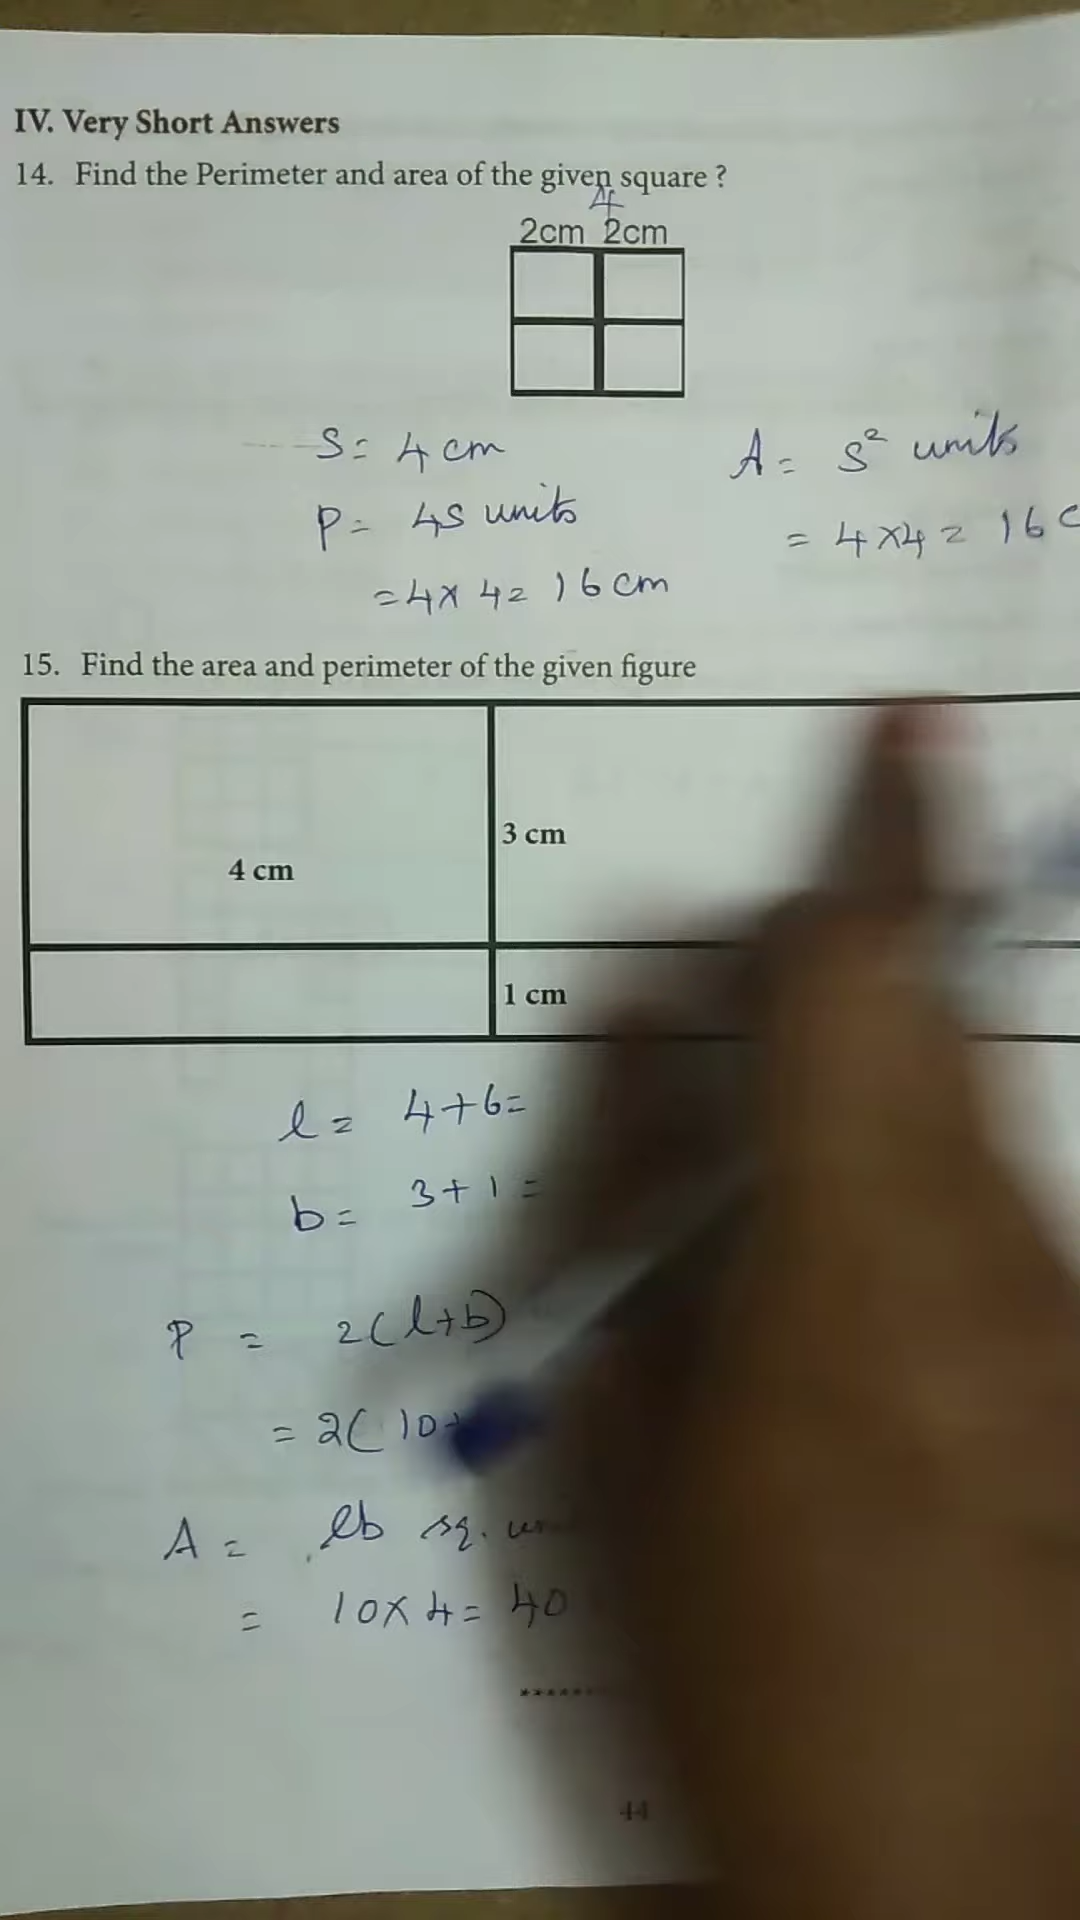 IV. Very Short Answers
14. Find the Perimeter and area of the given square ?
4
2cm 2cm
S = 4 cm
P = 4S units
= 4 x 4 = 16 cm
A = S² units
= 4 x 4 = 16 c
15. Find the area and perimeter of the given figure
3 cm
4 cm
1 cm
l = 4+6=
b = 3+1=
P = 2(l+b)
= 2(10+
A = lb sq.
= 10 x 4 = 40
44